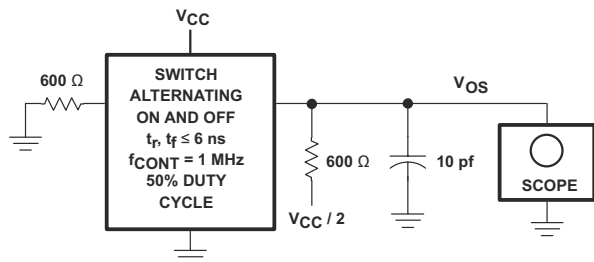 VCC
600 Ω
SWITCH
ALTERNATING
ON AND OFF
tr, tf ≤ 6 ns
fCONT = 1 MHz
50% DUTY
CYCLE
VOS
600 Ω
10 pf
VCC / 2
SCOPE